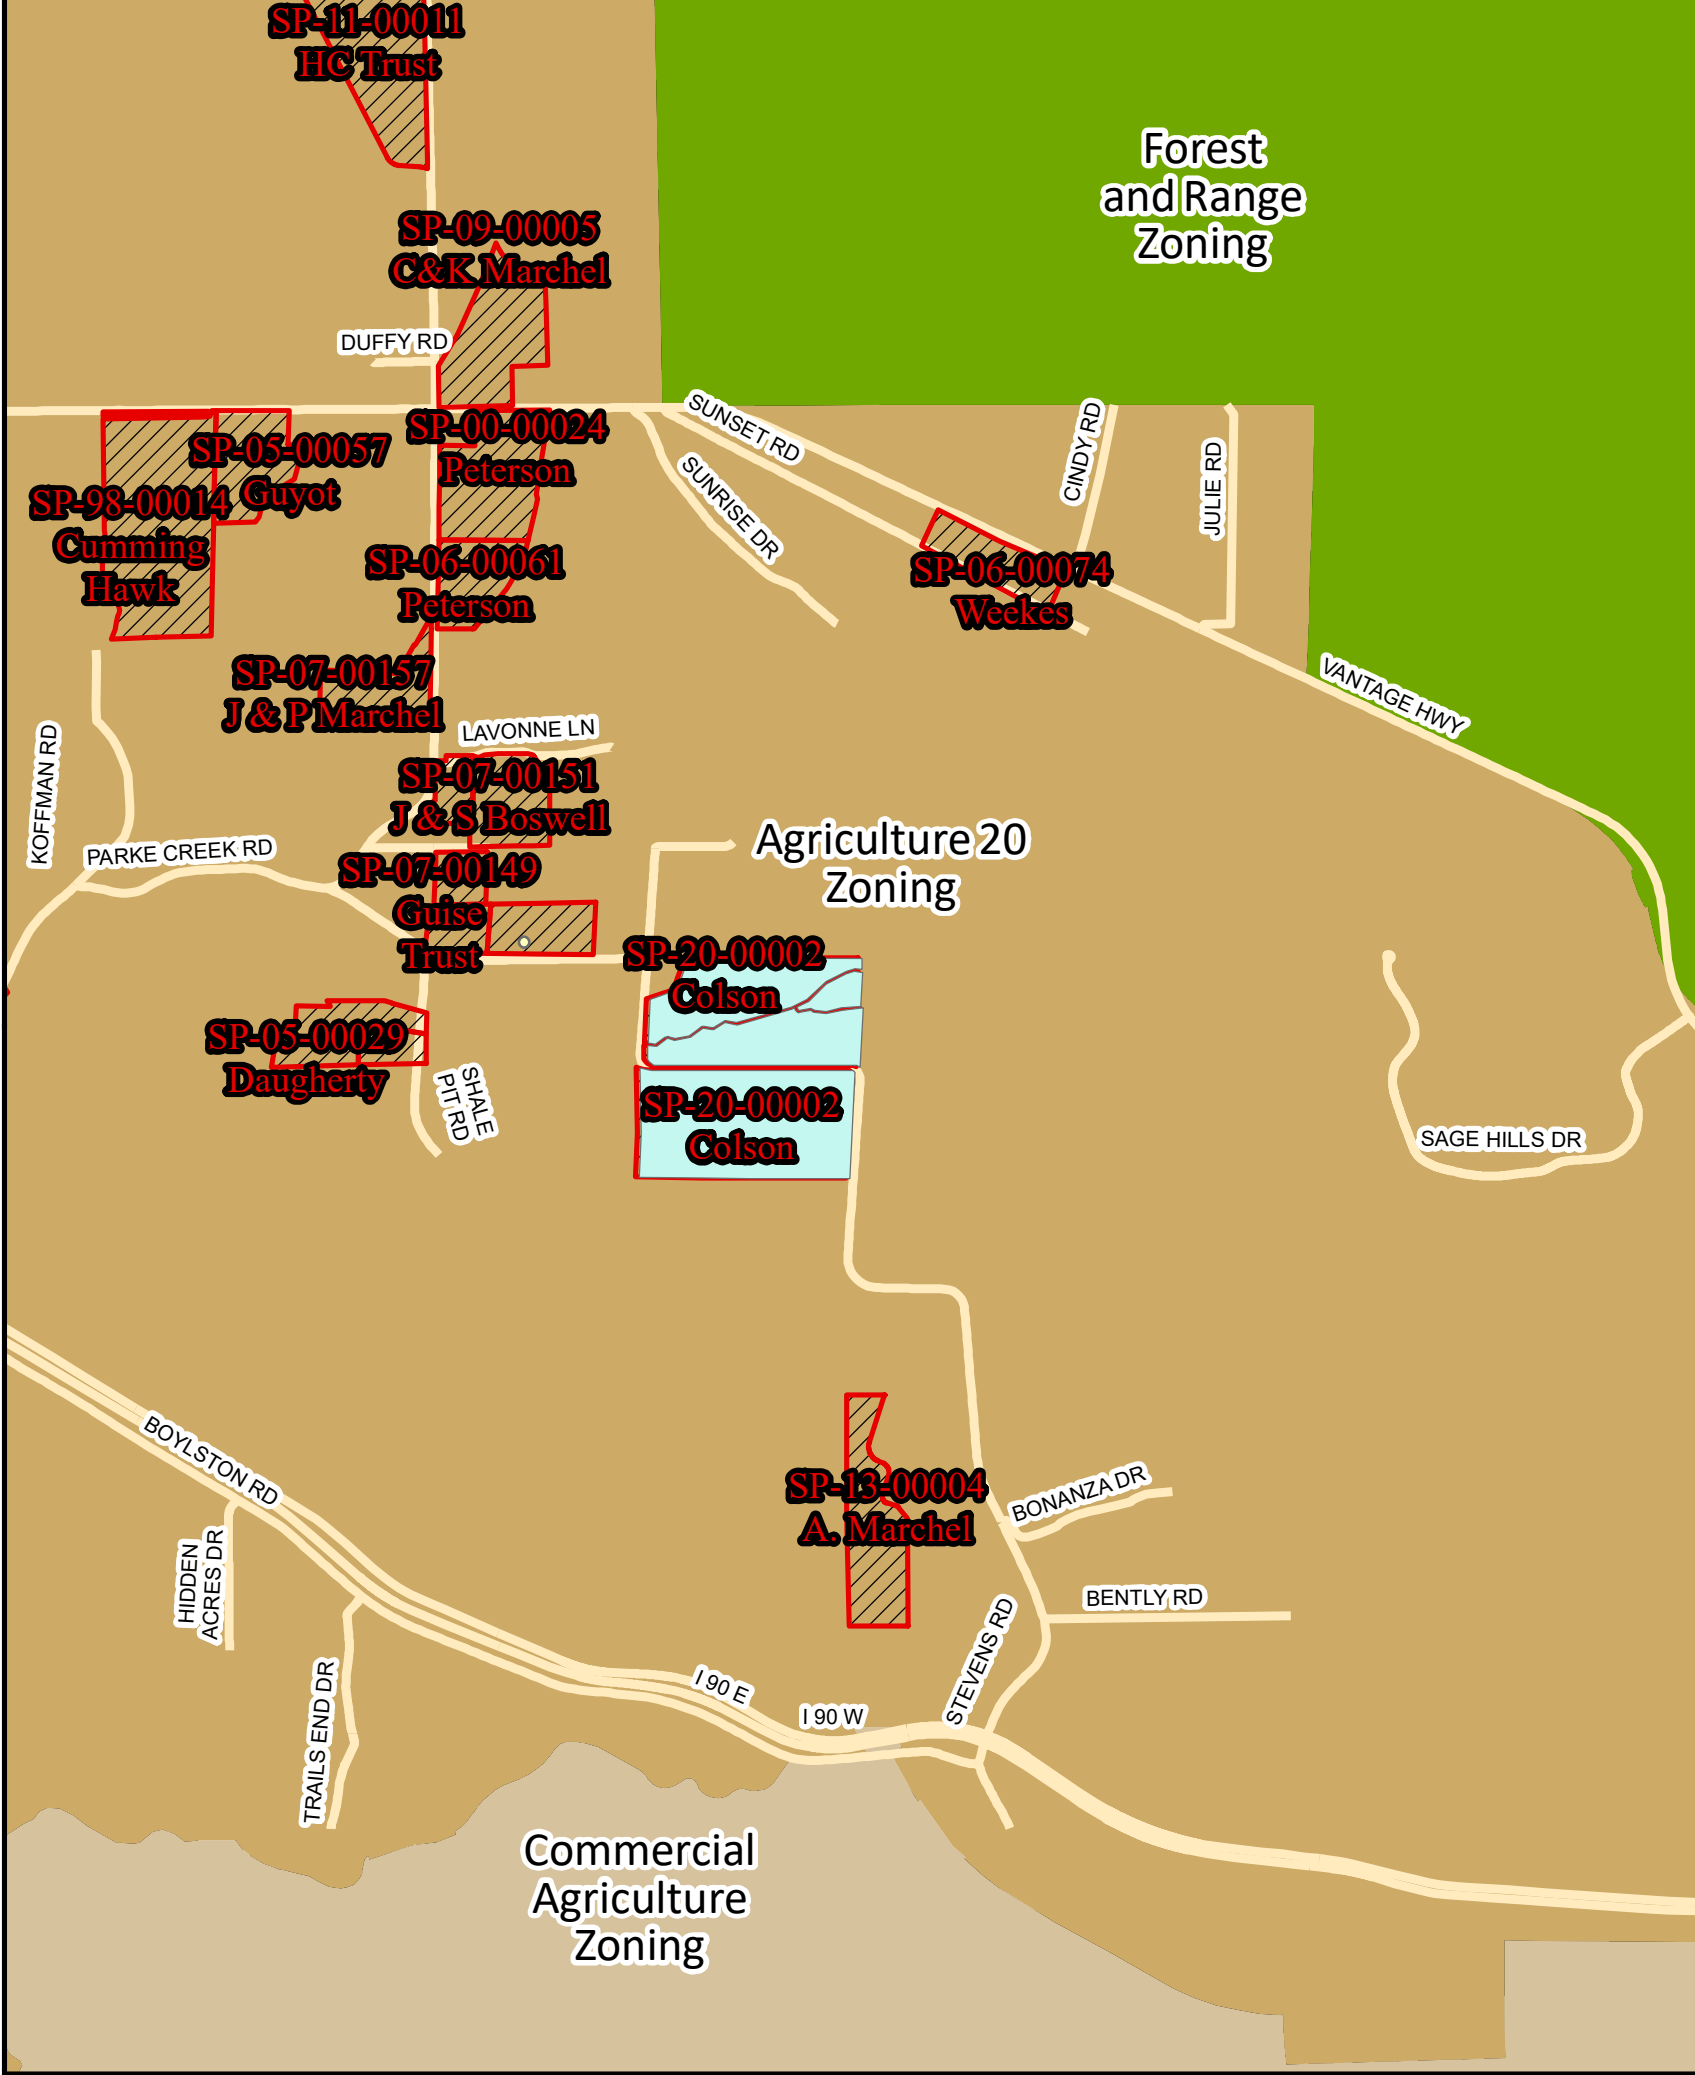 SP-11-00011
HC Trust
Forest
and Range
Zoning
SP-09-00005
C&K Marchel
DUFFY RD
SP-00-00024
Peterson
SUNSET RD
CINDY RD
JULIE RD
SUNRISE DR
SP-05-00057
Guyot
SP-98-00014
Cumming
Hawk
SP-06-00061
Peterson
SP-06-00074
Weekes
SP-07-00157
J & P Marchel
VANTAGE HWY
LAVONNE LN
KOFFMAN RD
SP-07-00151
J & S Boswell
PARKE CREEK RD
Agriculture 20
Zoning
SP-07-00149
Guise
Trust
SP-20-00002
Colson
SP-05-00029
Daugherty
SHALE
PIT RD
SP-20-00002
Colson
SAGE HILLS DR
BOYLSTON RD
SP-13-00004
A. Marchel
BONANZA DR
HIDDEN
ACRES DR
BENTLY RD
STEVENS RD
TRAILS END DR
I 90 E
I 90 W
Commercial
Agriculture
Zoning